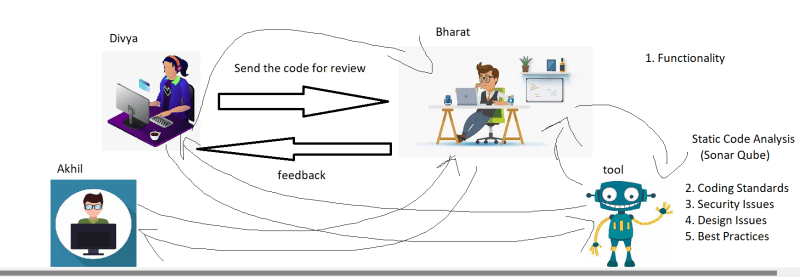 Divya
Bharat
1. Functionality
Send the code for review
Static Code Analysis
(Sonar Qube)
feedback
Akhil
tool
2. Coding Standards
3. Security Issues
4. Design Issues
5. Best Practices